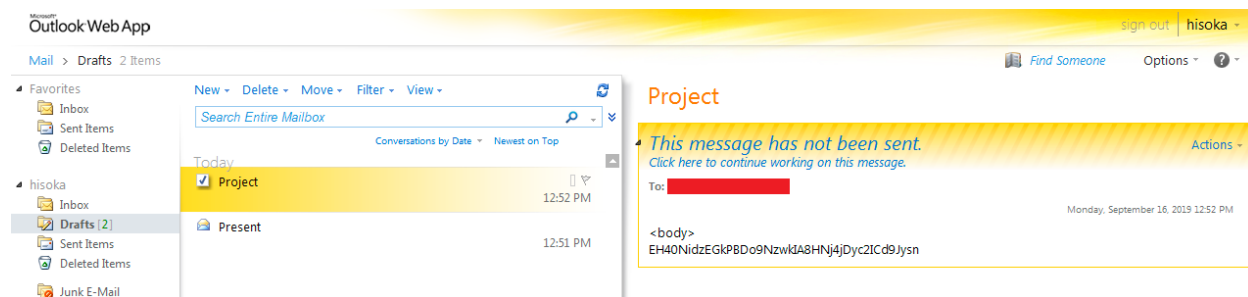 Microsoft®
Outlook Web App
sign out
hisoka
Mail > Drafts 2 Items
Find Someone
Options
Favorites
Inbox
Sent Items
Deleted Items
hisoka
Inbox
Drafts [2]
Sent Items
Deleted Items
Junk E-Mail
New Delete Move Filter View
Search Entire Mailbox
Conversations by Date Newest on Top
Today
Project
12:52 PM
Present
12:51 PM
Project
This message has not been sent.
Actions
Click here to continue working on this message.
To:
Monday, September 16, 2019 12:52 PM
<body>
EH40NidzEGkPBDo9NzwkIA8HNj4jDyc2ICd9Jysn